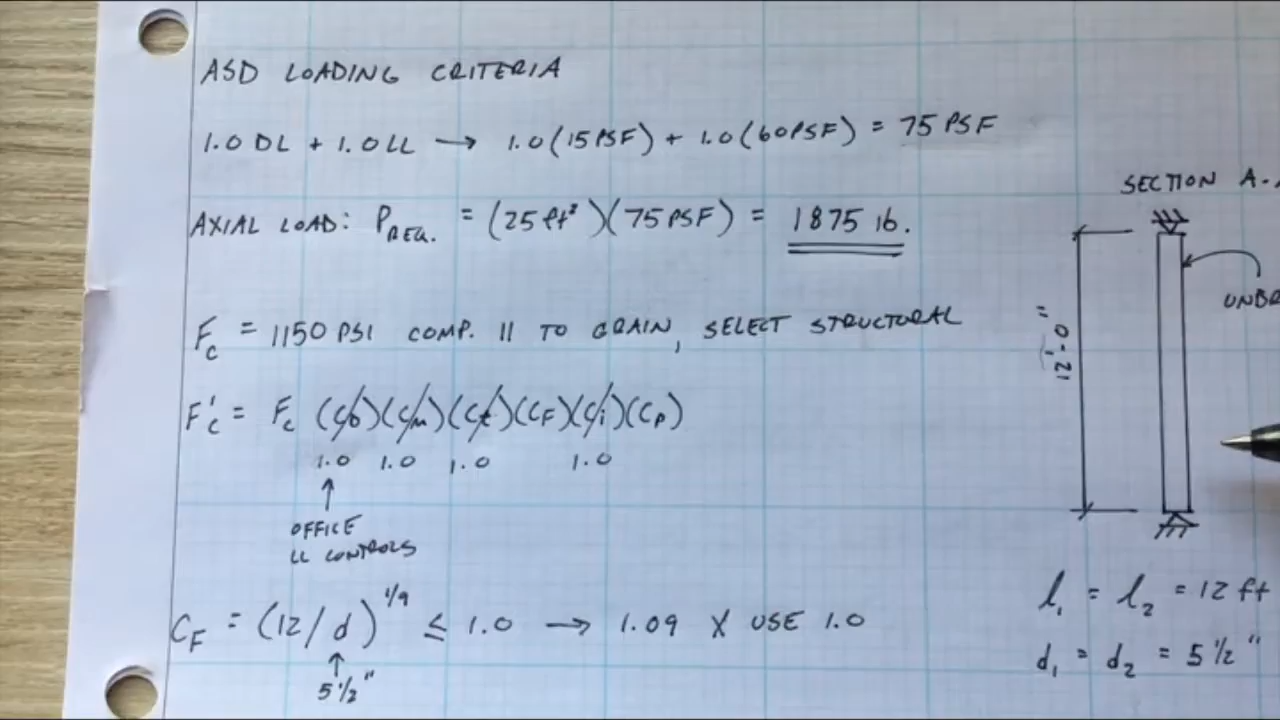 ASD LOADING CRITERIA
1.0 DL + 1.0 LL → 1.0 (15 PSF) + 1.0 (60 PSF) = 75 PSF
AXIAL LOAD: P REQ. = (25 ft²)(75 PSF) = 1875 lb.
Fc = 1150 PSI COMP. || TO GRAIN, SELECT STRUCTURAL
F'c = Fc (CD)(CM)(Ct)(CF)(Ci)(CP)
1.0 1.0 1.0 1.0
OFFICE
LL CONTROLS
CF = (12/d)^1/9 ≤ 1.0 → 1.09 X USE 1.0
5 1/2"
SECTION A-A
12'-0"
l1 = l2 = 12 ft
d1 = d2 = 5 1/2"